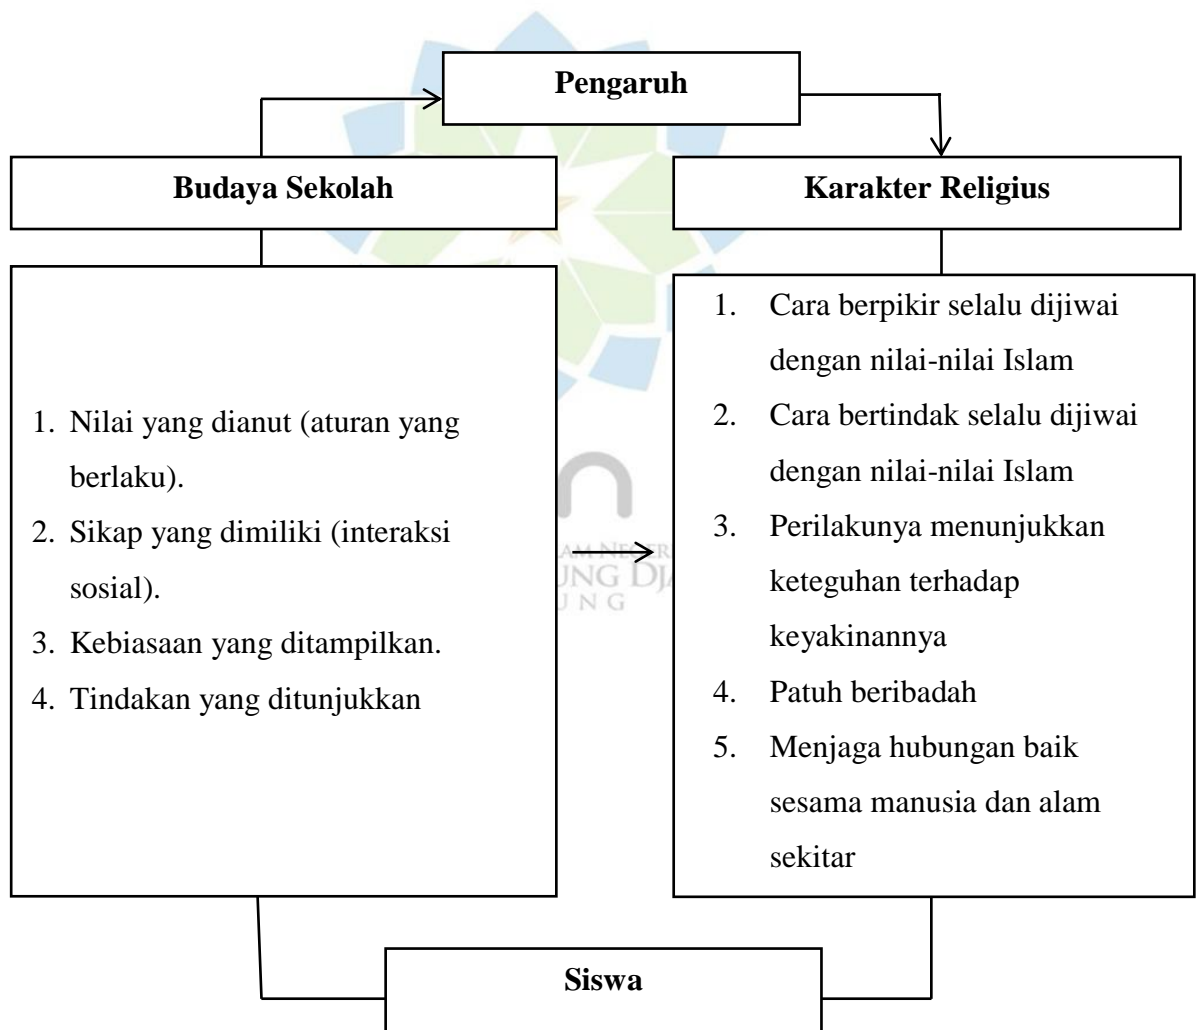 Pengaruh
Budaya Sekolah
Karakter Religius
1. Nilai yang dianut (aturan yang
berlaku).
2. Sikap yang dimiliki (interaksi
sosial).
3. Kebiasaan yang ditampilkan.
4. Tindakan yang ditunjukkan
1. Cara berpikir selalu dijiwai
dengan nilai-nilai Islam
2. Cara bertindak selalu dijiwai
dengan nilai-nilai Islam
3. Perilakunya menunjukkan
keteguhan terhadap
keyakinannya
4. Patuh beribadah
5. Menjaga hubungan baik
sesama manusia dan alam
sekitar
Siswa